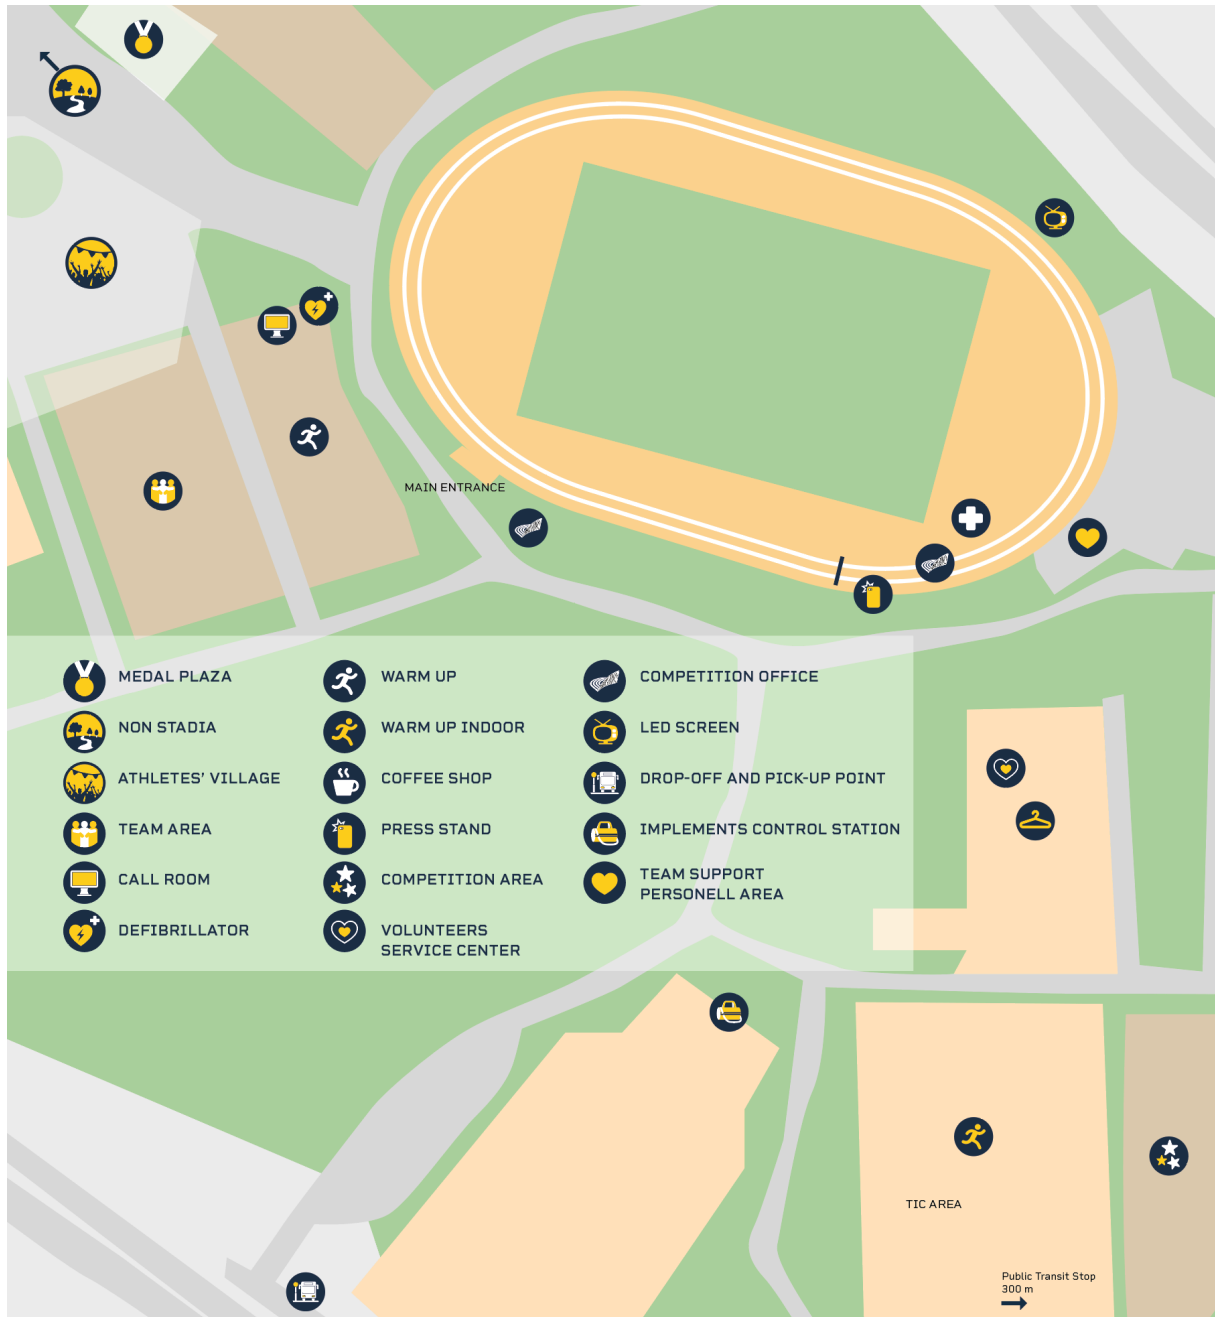 MAIN ENTRANCE
MEDAL PLAZA
NON STADIA
ATHLETES' VILLAGE
TEAM AREA
CALL ROOM
DEFIBRILLATOR
WARM UP
WARM UP INDOOR
COFFEE SHOP
PRESS STAND
COMPETITION AREA
VOLUNTEERS
SERVICE CENTER
COMPETITION OFFICE
LED SCREEN
DROP-OFF AND PICK-UP POINT
IMPLEMENTS CONTROL STATION
TEAM SUPPORT
PERSONELL AREA
TIC AREA
Public Transit Stop
300 m